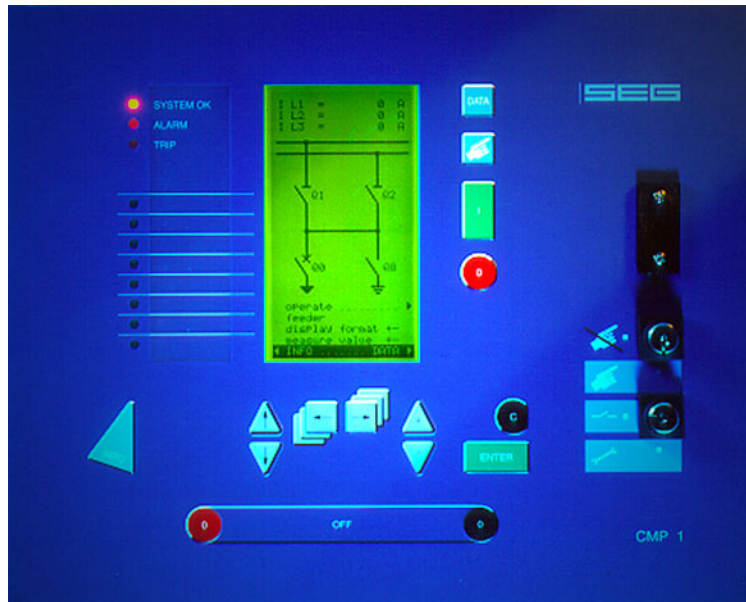 SYSTEM OK
ALARM
TRIP
I L1 = 0 A
I L2 = 0 A
I L3 = 0 A
Q1
Q2
Q0
Q8
operate ..........
feeder
display format
measure value
INFO ....... DATA
DATA
SEG
I
0
INFO
C
ENTER
0
OFF
0
CMP 1